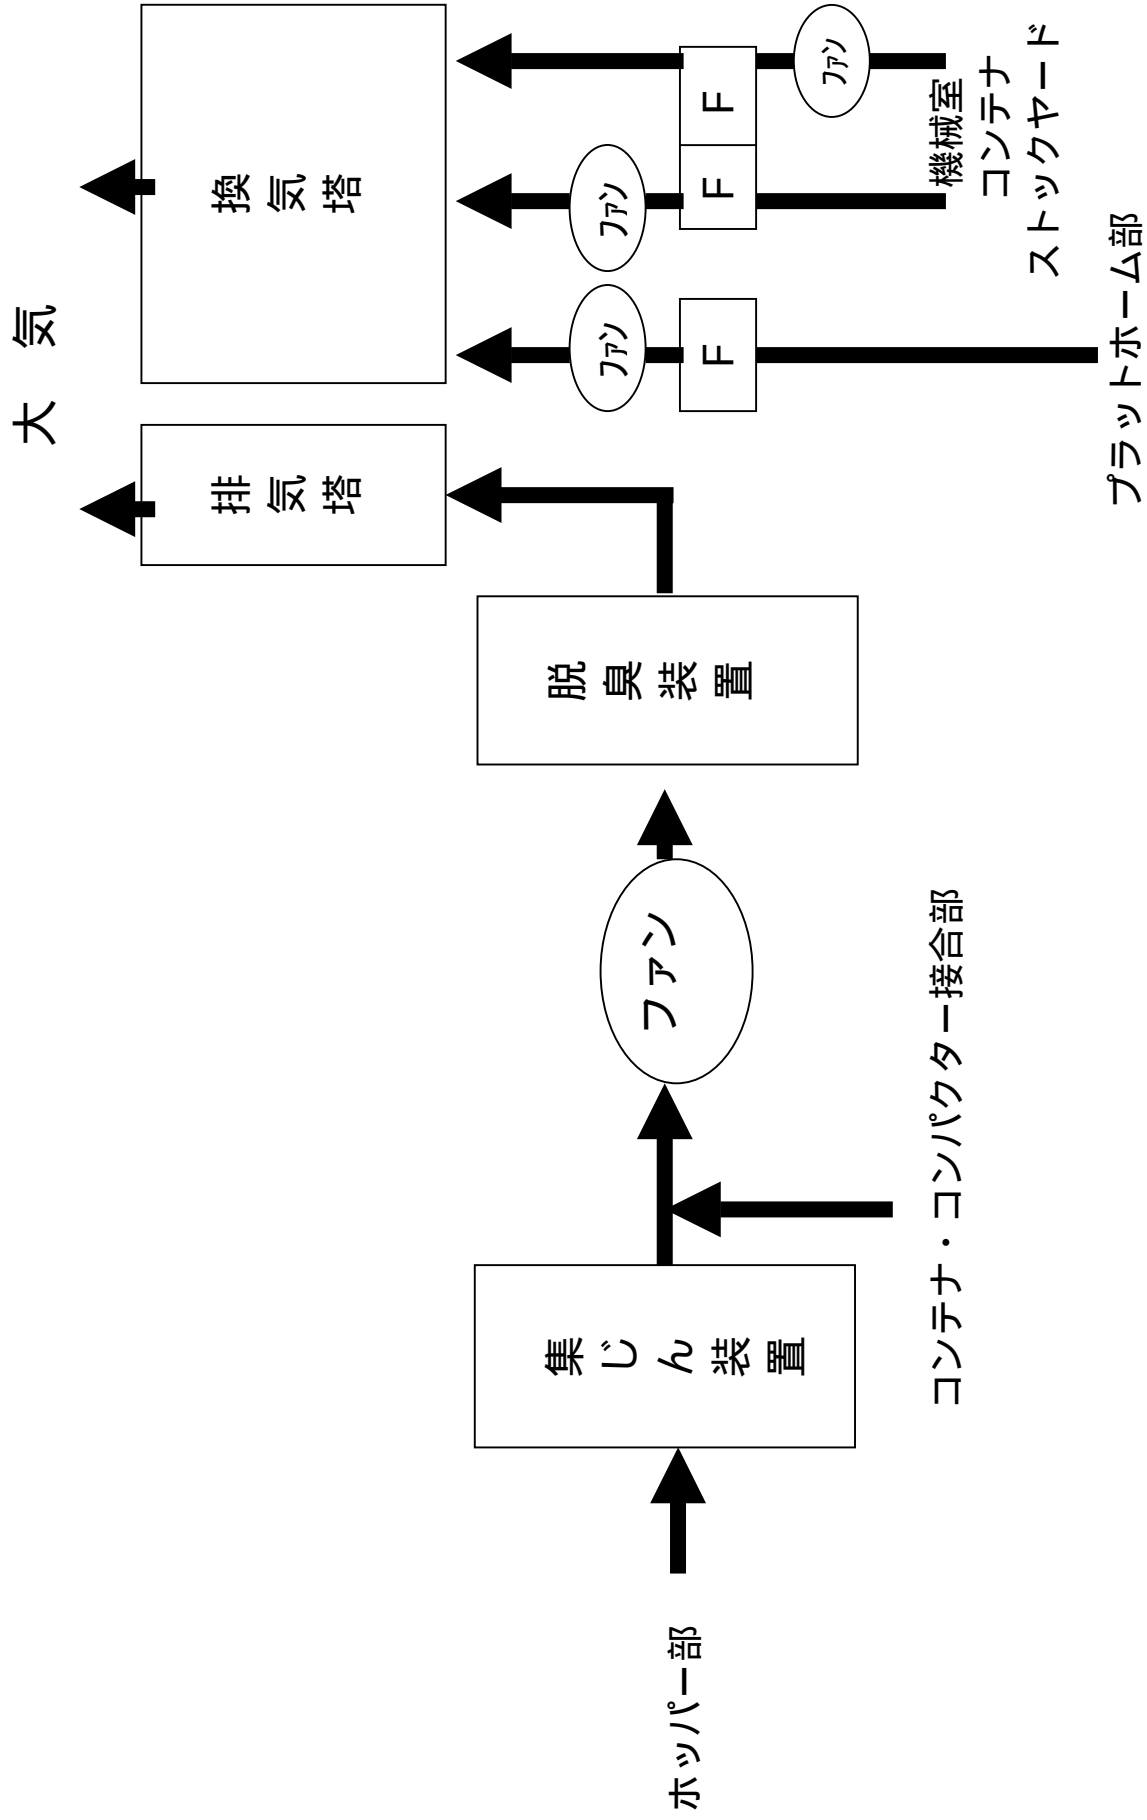 大気
換気塔
排気塔
ファン
ファン
ファン
F
F
F
機械室
コンテナ
ストックヤード
プラットホーム部
脱臭装置
ファン
コンテナ・コンパクター接合部
集じん装置
ホッパー部